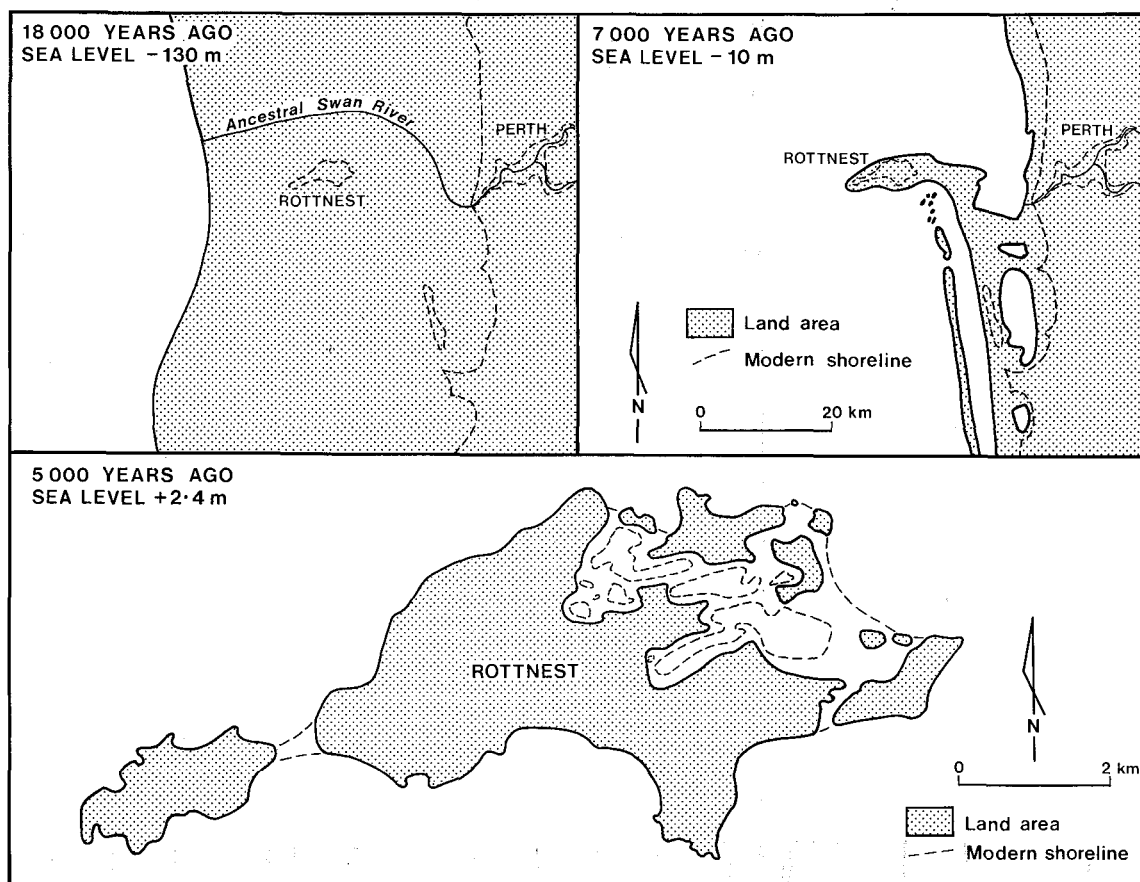 18 000 YEARS AGO
SEA LEVEL –130 m
Ancestral Swan River
PERTH
ROTTNEST
7 000 YEARS AGO
SEA LEVEL –10 m
PERTH
ROTTNEST
Land area
Modern shoreline
N
0 20 km
5 000 YEARS AGO
SEA LEVEL +2·4 m
ROTTNEST
N
0 2 km
Land area
Modern shoreline